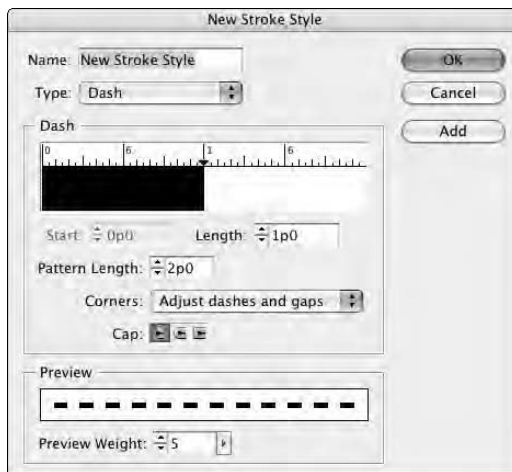 New Stroke Style
Name: New Stroke Style
OK
Type: Dash
Cancel
Add
Dash
0 6 1 6
Start: 0p0 Length: 1p0
Pattern Length: 2p0
Corners: Adjust dashes and gaps
Cap:
Preview
Preview Weight: 5